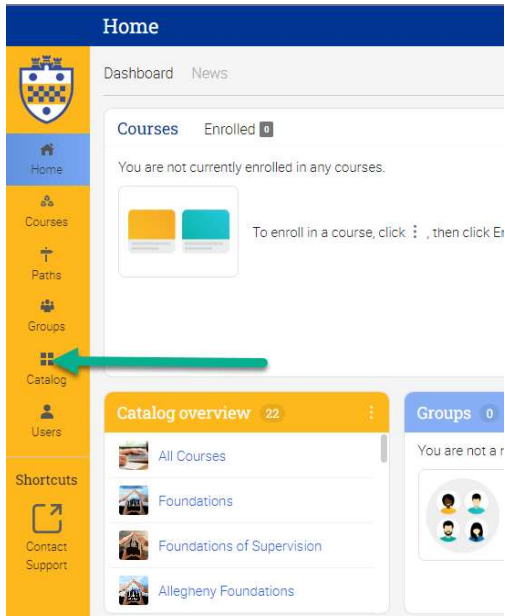 Home
Dashboard News
Home
Courses
Paths
Groups
Catalog
Users
Shortcuts
Contact
Support
Courses Enrolled 0
You are not currently enrolled in any courses.
To enroll in a course, click ⋮ , then click
Catalog overview 22
All Courses
Foundations
Foundations of Supervision
Allegheny Foundations
Groups 0
You are not a